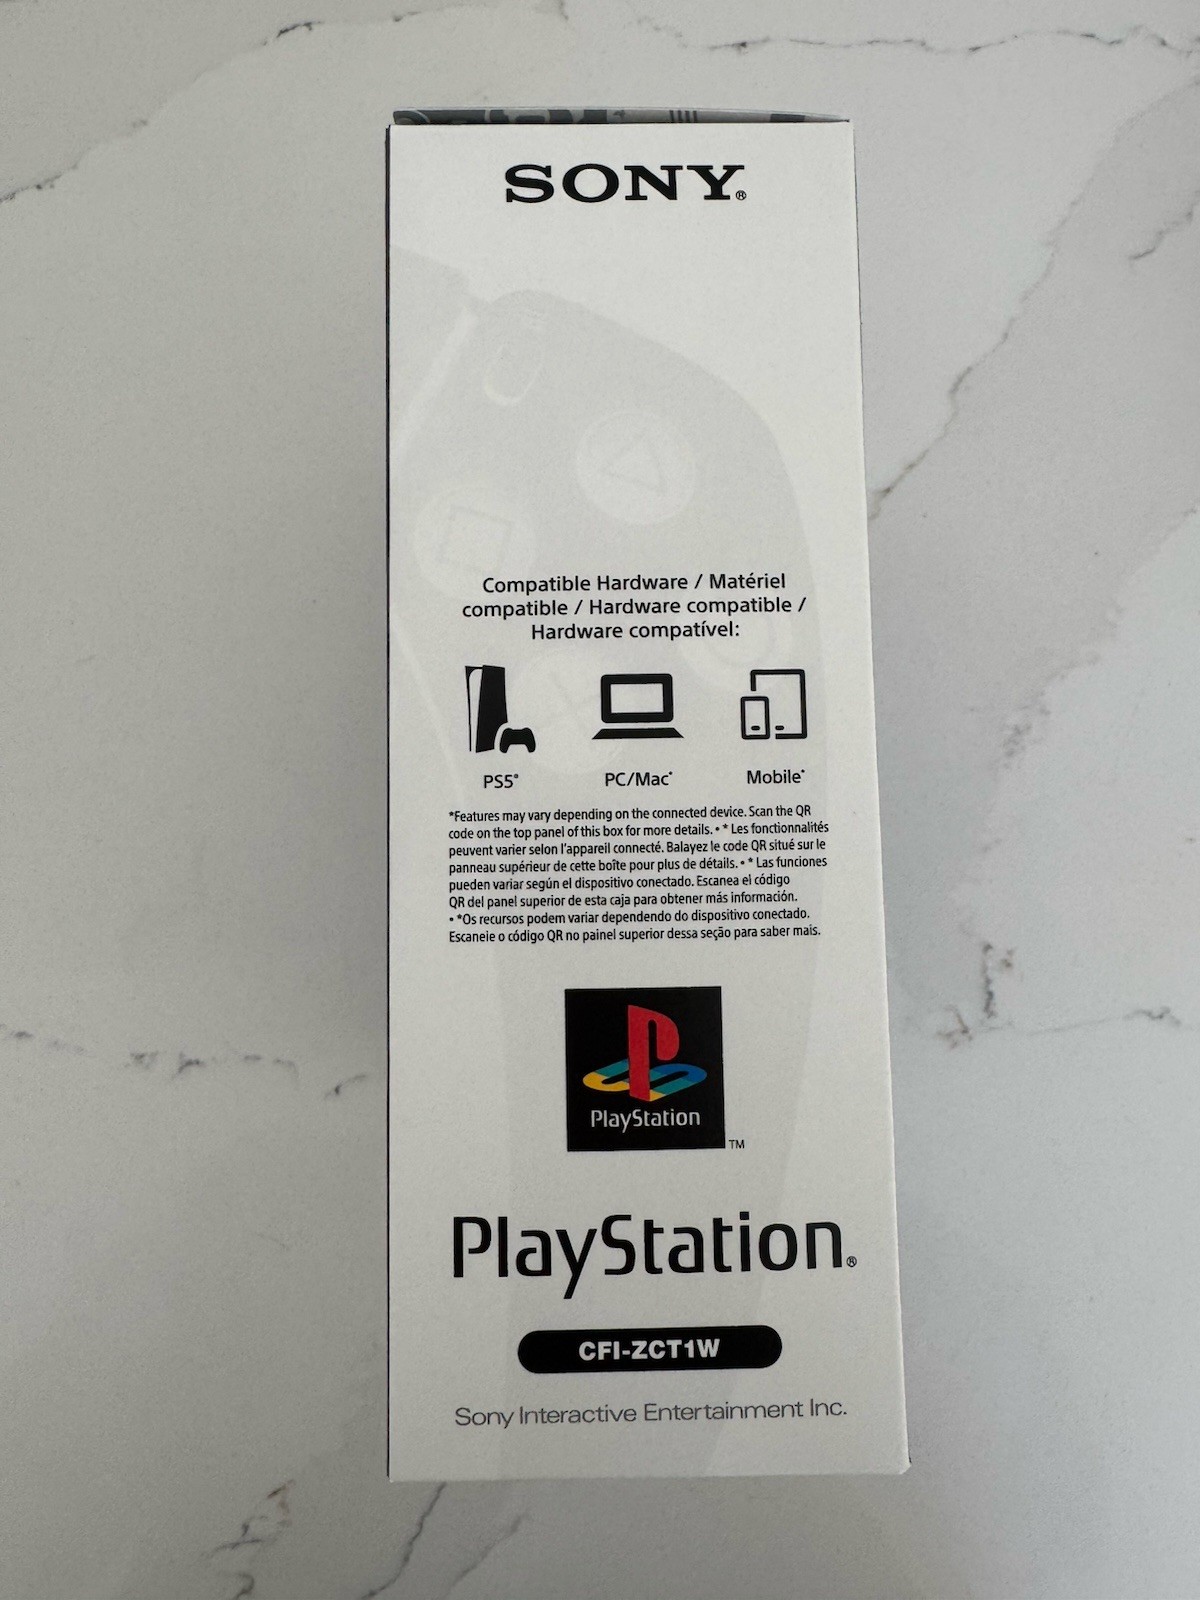 SONY®
Compatible Hardware / Matériel
compatible / Hardware compatible /
Hardware compatível:
PS5* PC/Mac* Mobile*
*Features may vary depending on the connected device. Scan the QR
code on the top panel of this box for more details. • * Les fonctionnalités
peuvent varier selon l'appareil connecté. Balayez le code QR situé sur le
panneau supérieur de cette boîte pour plus de détails. • * Las funciones
pueden variar según el dispositivo conectado. Escanea el código
QR del panel superior de esta caja para obtener más información.
• *Os recursos podem variar dependendo do dispositivo conectado.
Escaneie o código QR no painel superior dessa seção para saber mais.
PlayStation
TM
PlayStation®
CFI-ZCT1W
Sony Interactive Entertainment Inc.